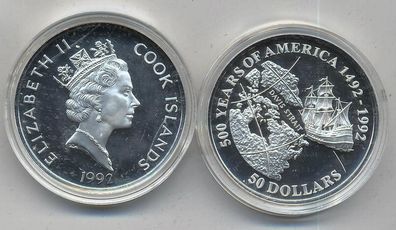 ELIZABETH II
COOK ISLANDS
1992
500 YEARS OF AMERICA 1492-1992
DAVIS STRAIT
50 DOLLARS